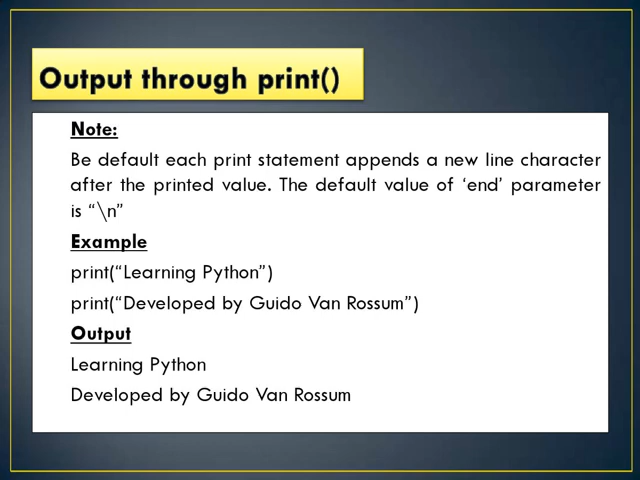 Output through print()
Note:
Be default each print statement appends a new line character
after the printed value. The default value of ‘end’ parameter
is “\n”
Example
print(“Learning Python”)
print(“Developed by Guido Van Rossum”)
Output
Learning Python
Developed by Guido Van Rossum